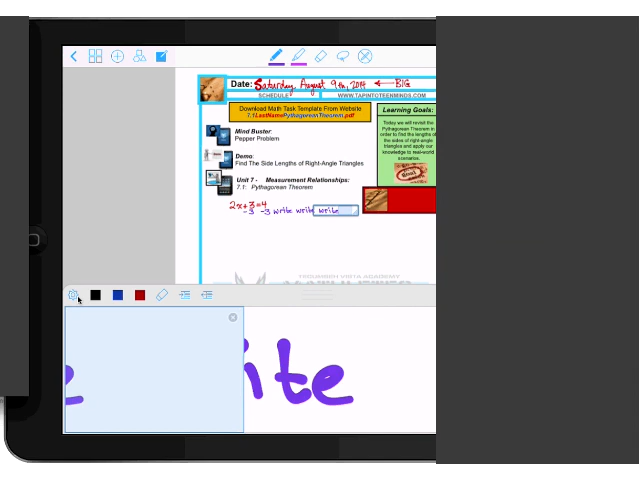 Date: Saturday August 9th, 2014 ← BIG
SCHEDULE WWW.TAPINTOTEENMINDS.COM
Download Math Task Template From Website
7.1LastName=PythagoreanTheorem.pdf
Mind Buster:
Pepper Problem
Demo:
Find The Side Lengths of Right-Angle Triangles
Unit 7 - Measurement Relationships:
7.1: Pythagorean Theorem
Learning Goals:
Today we will revisit the
Pythagorean Theorem in
order to find the lengths of
the sides of right-angle
triangles and apply our
knowledge to real-world
scenarios.
2x+3=4
-3 -3 write write write
ite